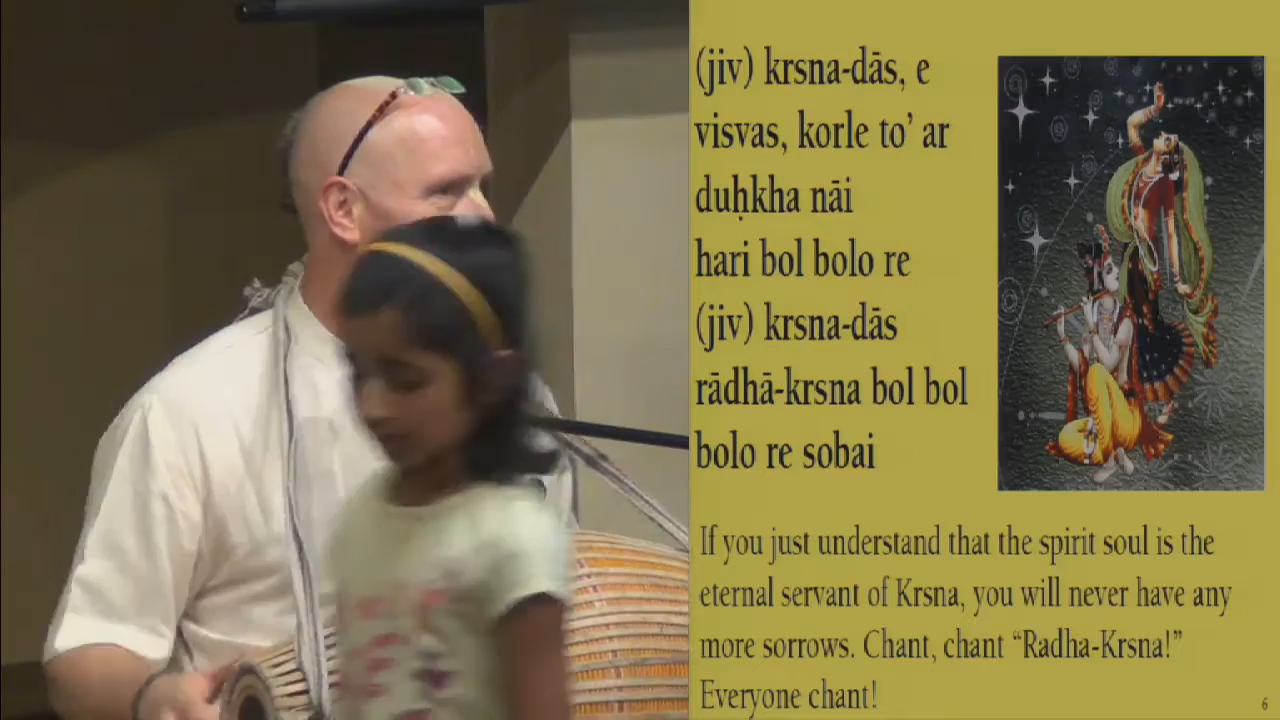 (jiv) krsna-dās, e
visvas, korle to’ ar
duḥkha nāi
hari bol bolo re
(jiv) krsna-dās
rādhā-krsna bol bol
bolo re sobai
If you just understand that the spirit soul is the
eternal servant of Krsna, you will never have any
more sorrows. Chant, chant “Radha-Krsna!”
Everyone chant!
6